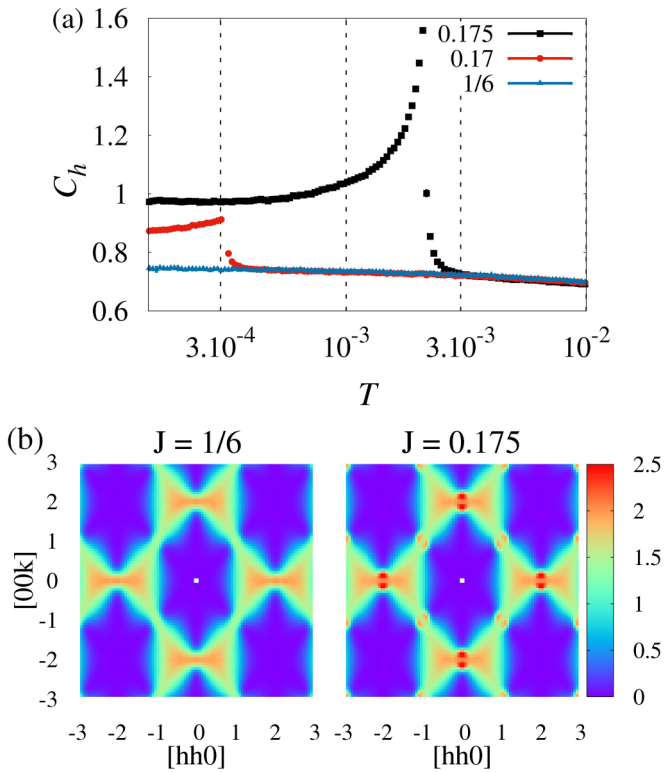 (a)
1.6
1.4
1.2
1
0.8
0.6
C_h
0.175
0.17
1/6
3.10^-4 10^-3 3.10^-3 10^-2
T
(b)
J = 1/6 J = 0.175
3
2
1
0
-1
-2
-3
[00k]
2.5
2
1.5
1
0.5
0
-3 -2 -1 0 1 2 3 -3 -2 -1 0 1 2 3
[hh0] [hh0]